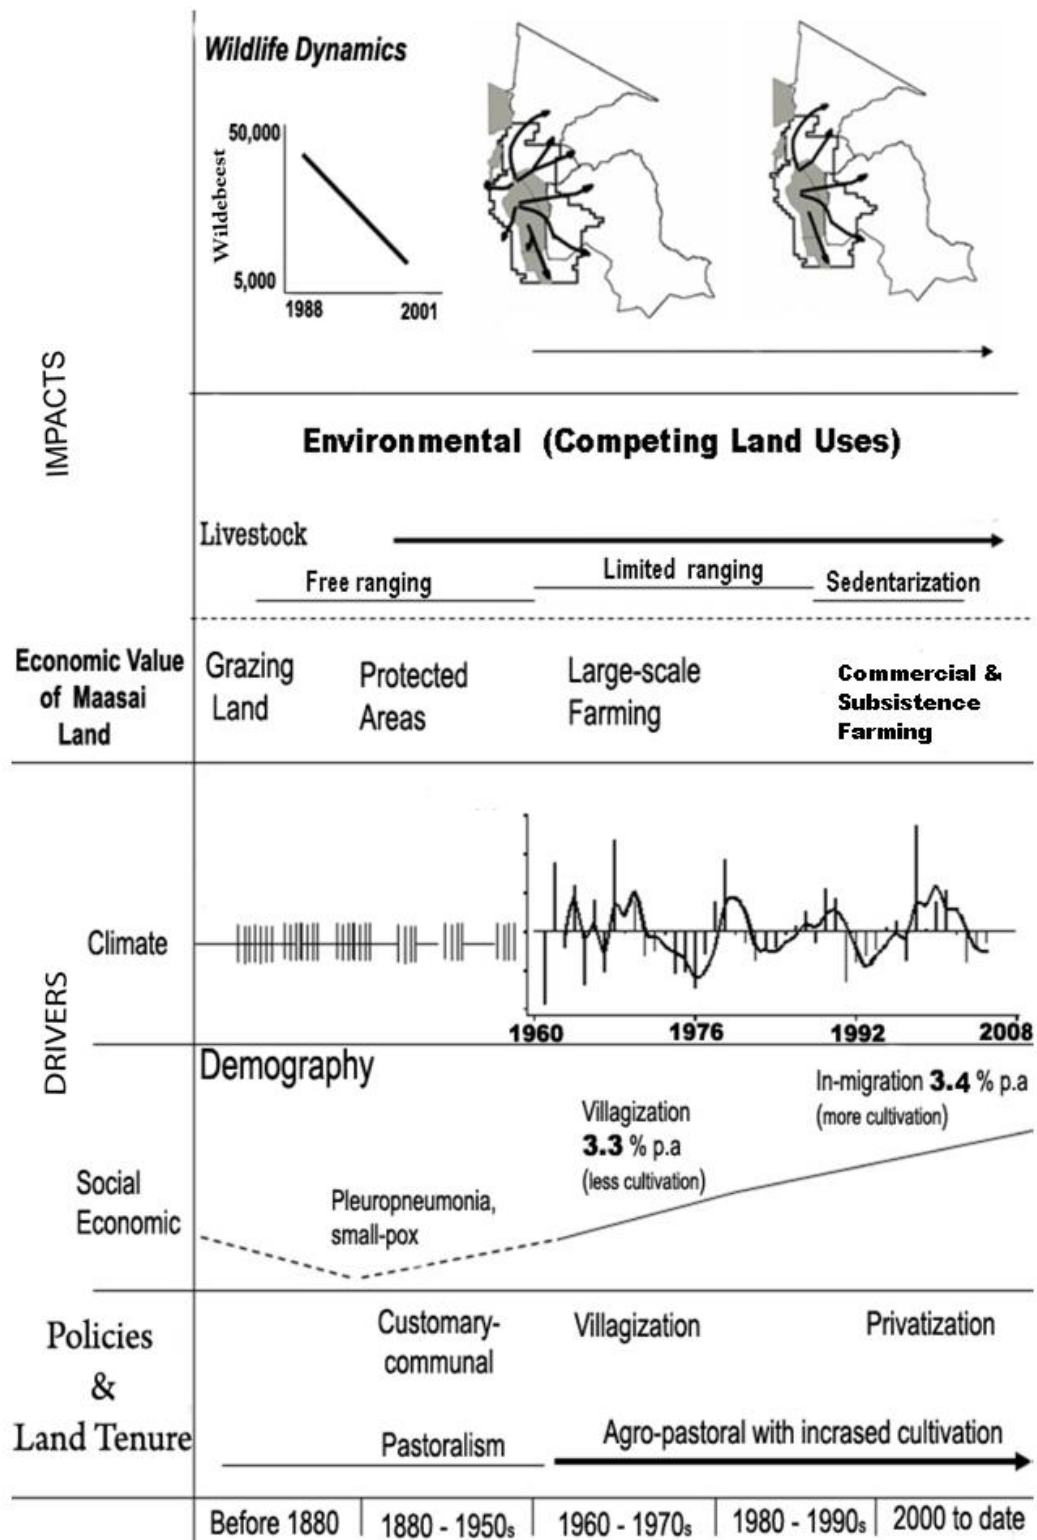 Wildlife Dynamics
50,000
Wildebeest
5,000
1988
2001
IMPACTS
Environmental (Competing Land Uses)
Livestock
Free ranging
Limited ranging
Sedentarization
Economic Value
of Maasai
Land
Grazing
Land
Protected
Areas
Large-scale
Farming
Commercial &
Subsistence
Farming
DRIVERS
Climate
1960
1976
1992
2008
Demography
Social
Economic
Pleuropneumonia,
small-pox
Villagization
3.3 % p.a
(less cultivation)
In-migration 3.4 % p.a
(more cultivation)
Policies
&
Land Tenure
Customary-
communal
Villagization
Privatization
Pastoralism
Agro-pastoral with incrased cultivation
Before 1880
1880 - 1950s
1960 - 1970s
1980 - 1990s
2000 to date